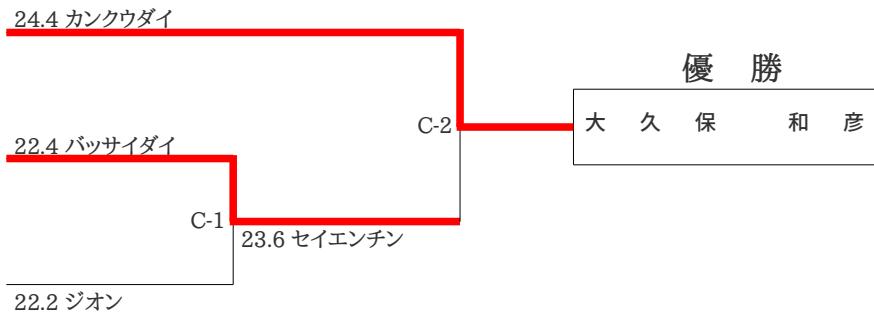 24.4 カンクウダイ
優 勝
C-2
大 久 保 和 彦
22.4 バッサイダイ
C-1
23.6 セイエンチン
22.2 ジオン